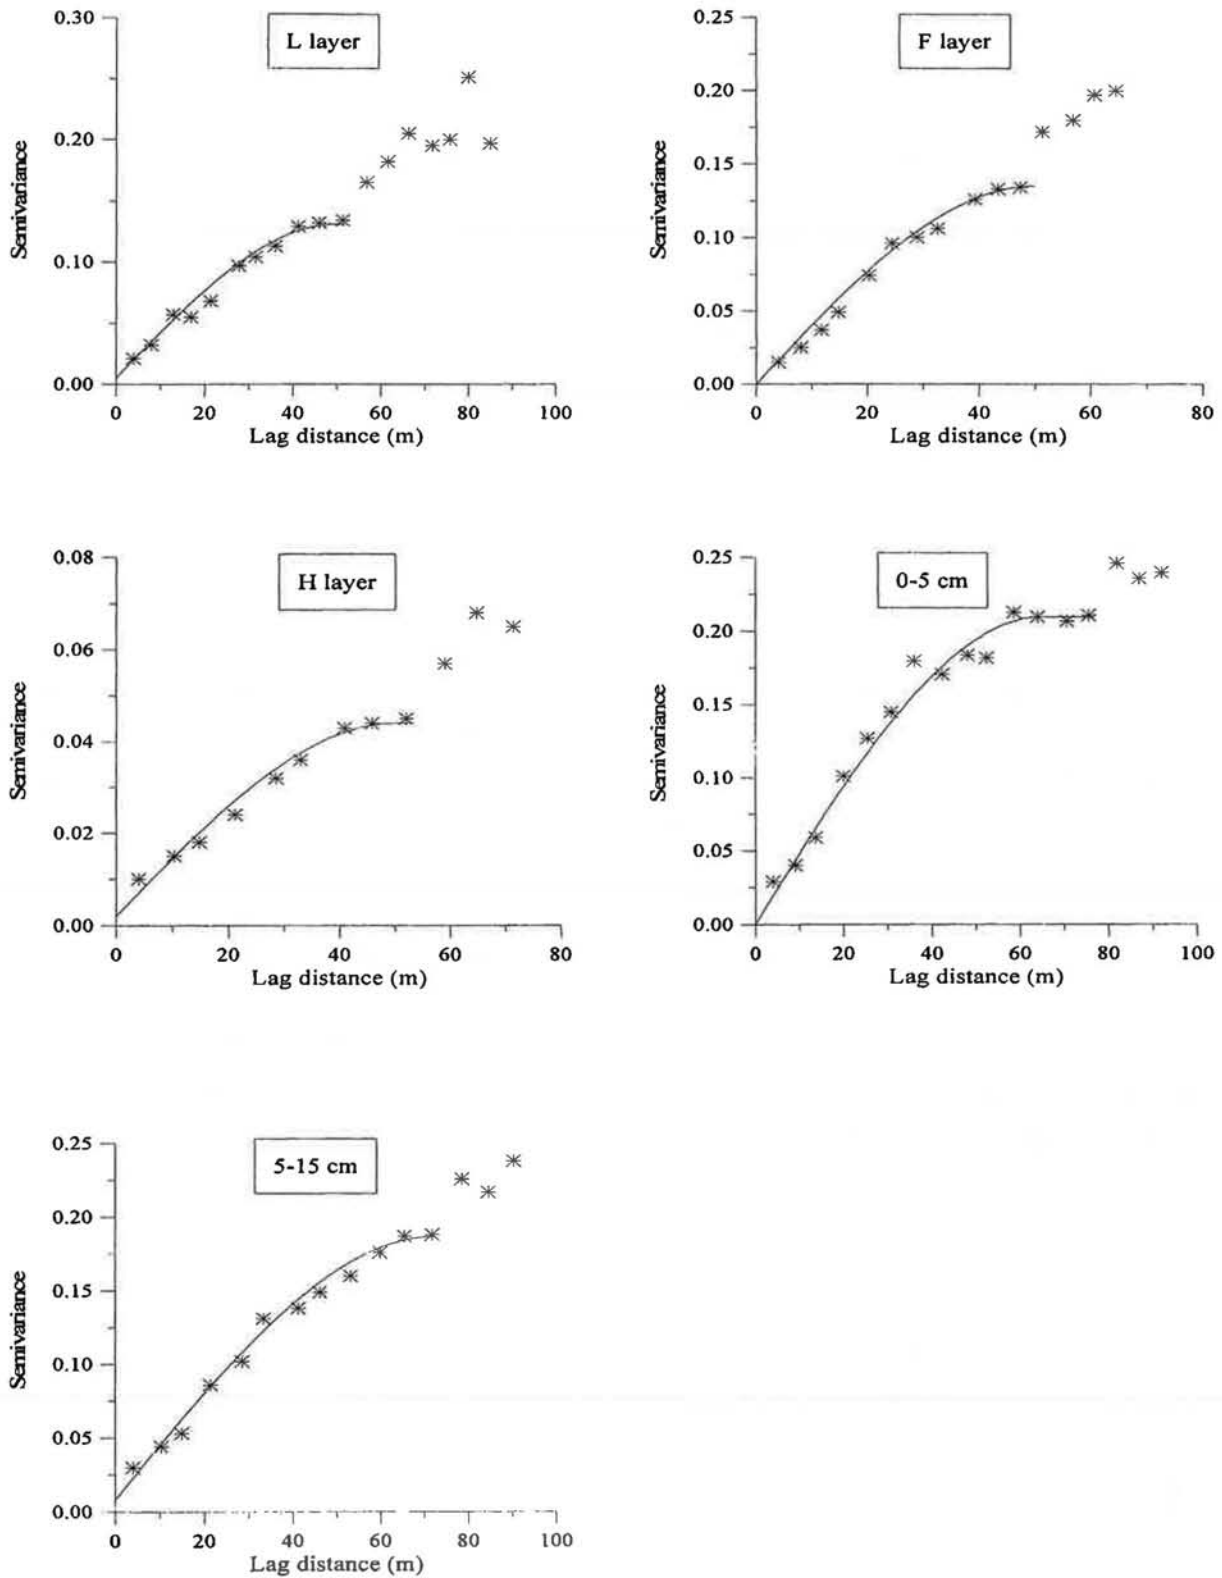 L layer
0.30
0.20
0.10
0.00
Semivariance
0 20 40 60 80 100
Lag distance (m)
F layer
0.25
0.20
0.15
0.10
0.05
0.00
Semivariance
0 20 40 60 80
Lag distance (m)
H layer
0.08
0.06
0.04
0.02
0.00
Semivariance
0 20 40 60 80
Lag distance (m)
0-5 cm
0.25
0.20
0.15
0.10
0.05
0.00
Semivariance
0 20 40 60 80 100
Lag distance (m)
5-15 cm
0.25
0.20
0.15
0.10
0.05
0.00
Semivariance
0 20 40 60 80 100
Lag distance (m)